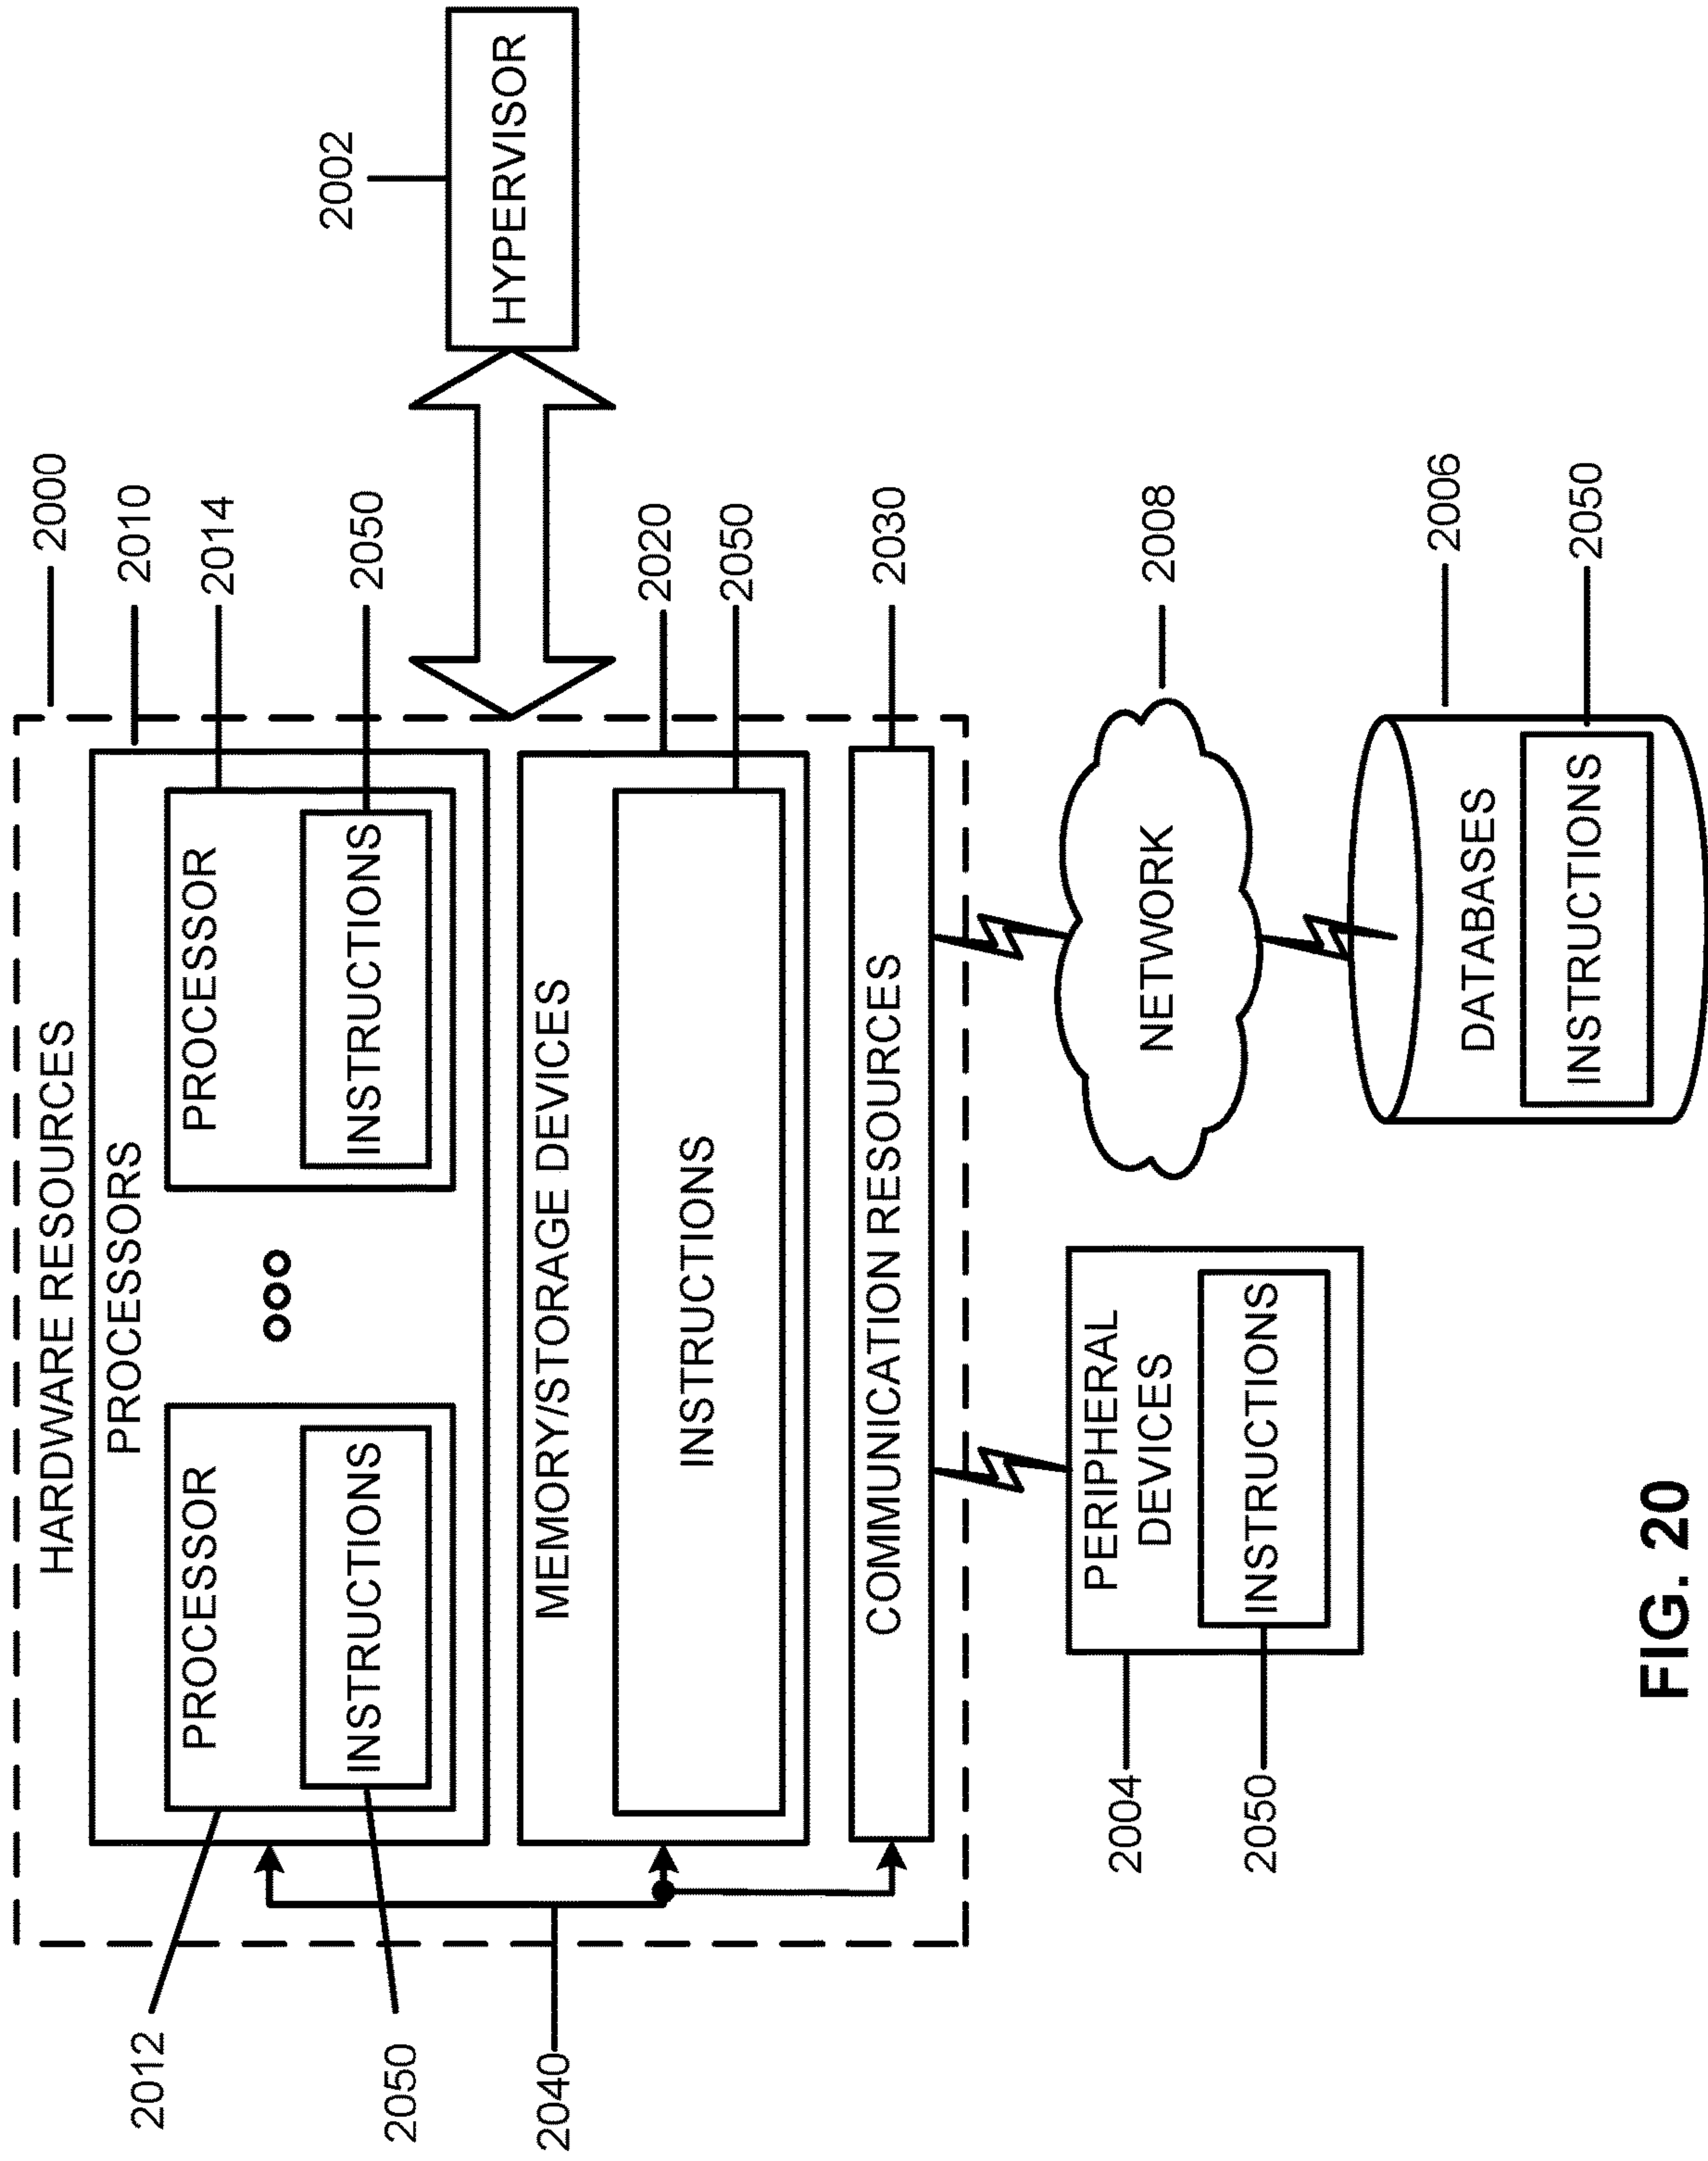 HARDWARE RESOURCES
2000
PROCESSORS
2010
PROCESSOR
PROCESSOR
2014
2012
INSTRUCTIONS
INSTRUCTIONS
2050
2050
2002
HYPERVISOR
2040
MEMORY/STORAGE DEVICES
2020
INSTRUCTIONS
2050
COMMUNICATION RESOURCES
2030
2004
PERIPHERAL
DEVICES
INSTRUCTIONS
2050
NETWORK
2008
2006
DATABASES
INSTRUCTIONS
2050
FIG. 20